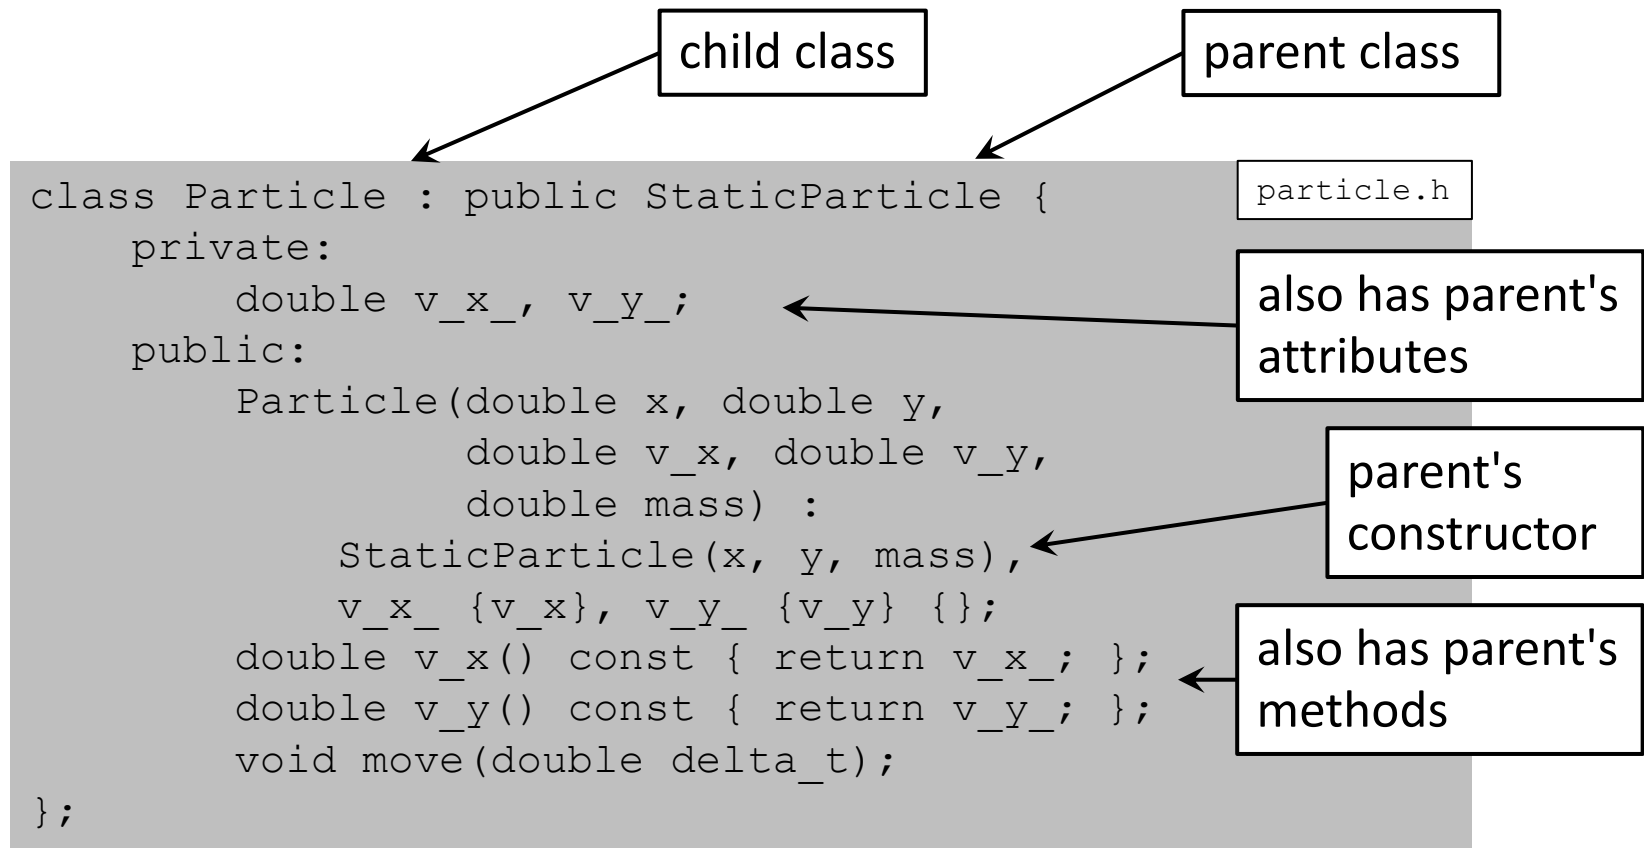 child class
parent class
class Particle : public StaticParticle {
particle.h
    private:
        double v_x_, v_y_;
also has parent's
attributes
    public:
        Particle(double x, double y,
                 double v_x, double v_y,
                 double mass) :
parent's
constructor
            StaticParticle(x, y, mass),
            v_x_ {v_x}, v_y_ {v_y} {};
        double v_x() const { return v_x_; };
        double v_y() const { return v_y_; };
also has parent's
methods
        void move(double delta_t);
};